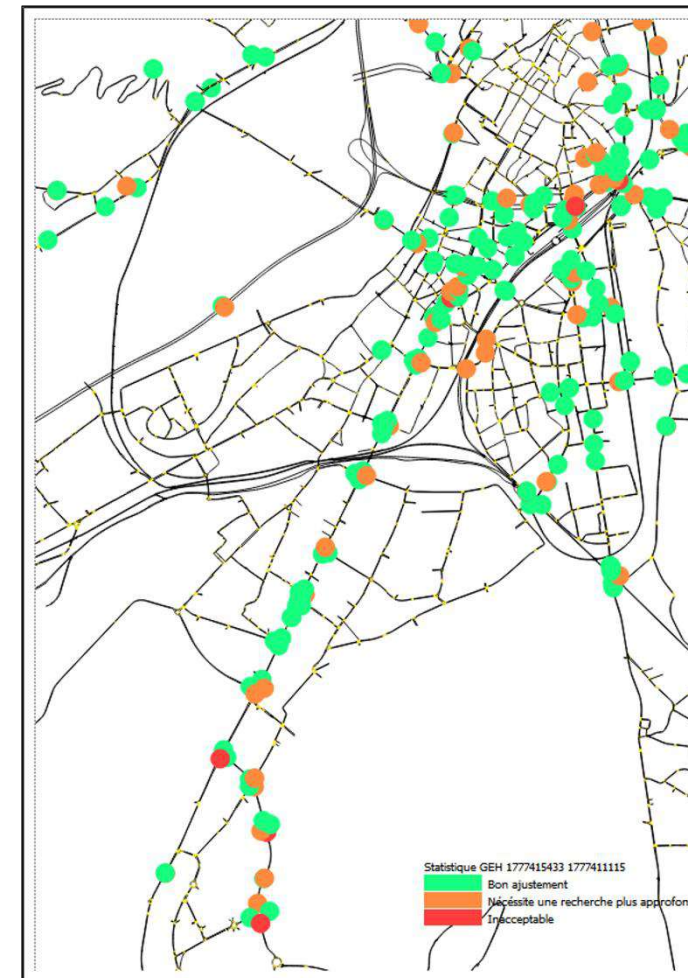 Statistique GEH 1777415433 1777411115
Bon ajustement
Nécéssite une recherche plus approfon
Inacceptable